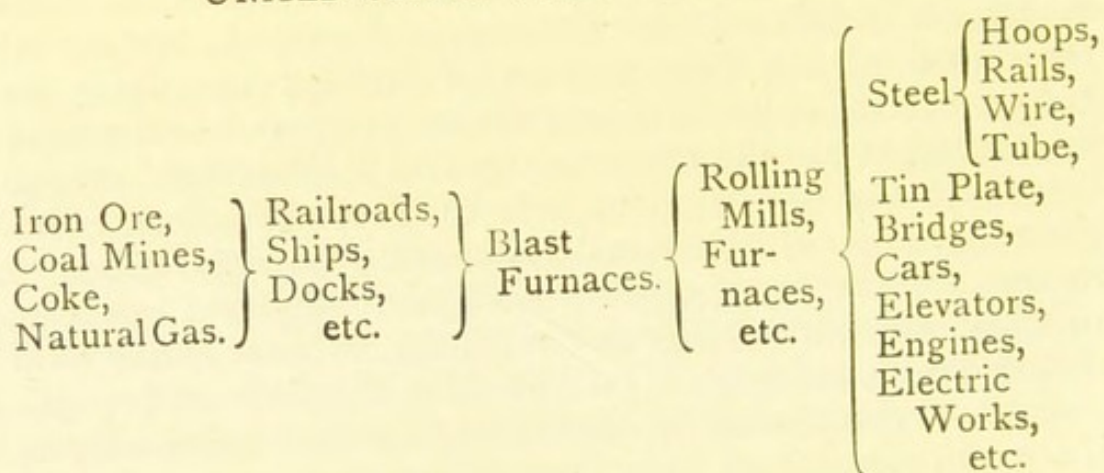 Iron Ore,
Coal Mines,
Coke,
Natural Gas.
Railroads,
Ships,
Docks,
etc.
Blast
Furnaces.
Rolling
Mills,
Fur-
naces,
etc.
Steel
Hoops,
Rails,
Wire,
Tube,
Tin Plate,
Bridges,
Cars,
Elevators,
Engines,
Electric
Works,
etc.